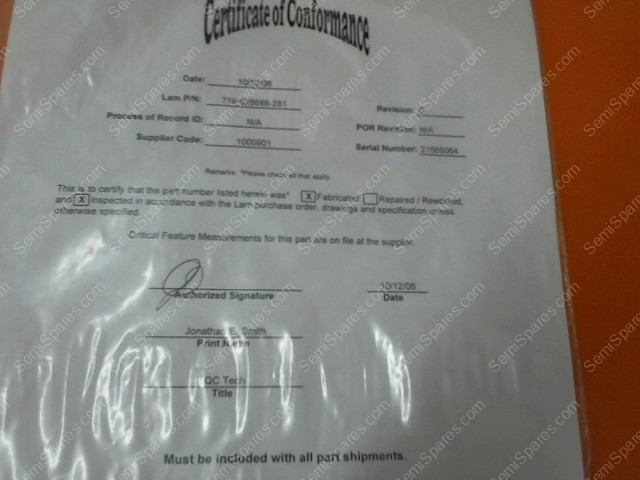 Certificate of Conformance
Date: 10/12/06
Lam P/N:
Revision: C
Process of Record ID: N/A
POR Revision: N/A
Supplier Code: 1000901
Serial Number: 21565064
Remarks: *Please check all that apply
This is to certify that the part number listed herein was* X Fabricated Repaired / Reworked,
and X inspected in accordance with the Lam purchase order, drawings and specification unless
otherwise specified.
Critical Feature Measurements for this part are on file at the supplier.
10/12/06
Authorized Signature Date
Jonathan E. Smith
Print Name
QC Tech
Title
Must be included with all part shipments.
SemiSpares.com